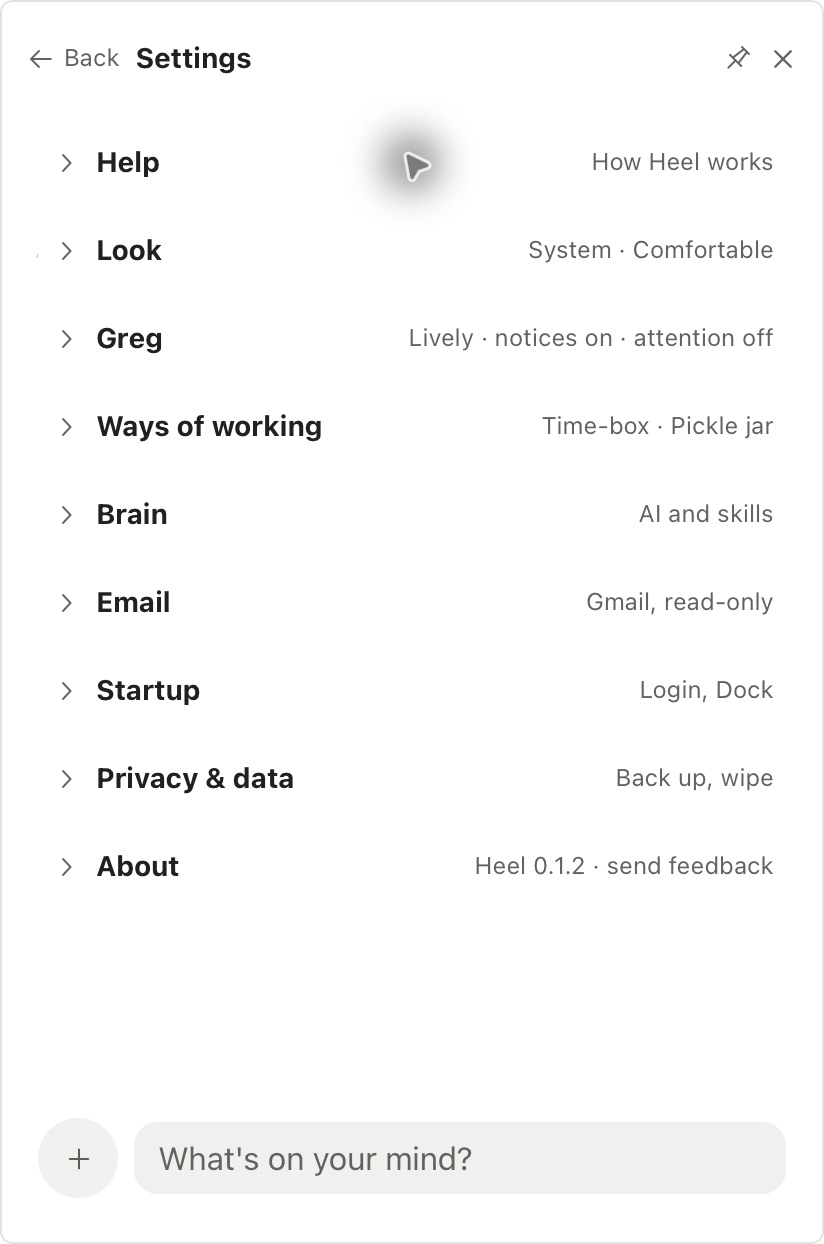 Back Settings
Help How Heel works
Look System · Comfortable
Greg Lively · notices on · attention off
Ways of working Time-box · Pickle jar
Brain AI and skills
Email Gmail, read-only
Startup Login, Dock
Privacy & data Back up, wipe
About Heel 0.1.2 · send feedback
What's on your mind?